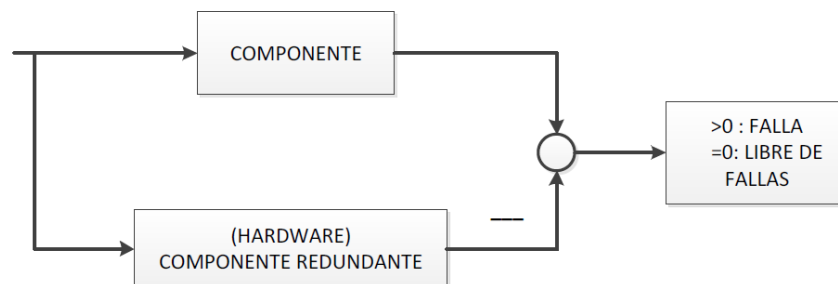 COMPONENTE
>0 : FALLA
=0: LIBRE DE
FALLAS
(HARDWARE)
COMPONENTE REDUNDANTE